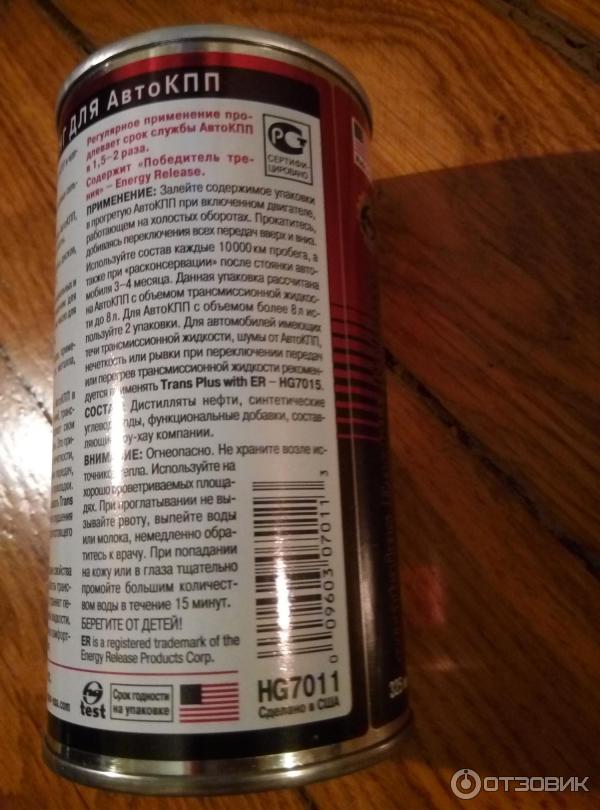 ДЛЯ АвтоКПП
Регулярное применение про-
длевает срок службы АвтоКПП
в 1,5–2 раза.
Содержит «Победитель тре-
ния» – Energy Release.
РСТ
СЕРТИФИ-
ЦИРОВАНО
ПРИМЕНЕНИЕ: Залейте содержимое упаковки
в прогретую АвтоКПП при включенном двигателе,
работающем на холостых оборотах. Прокатитесь,
добиваясь переключения всех передач вверх и вниз.
Используйте состав каждые 10000 км пробега, а
также при «расконсервации» после стоянки авто-
мобиля 3–4 месяца. Данная упаковка рассчитана
на АвтоКПП с объемом трансмиссионной жидкос-
ти до 8 л. Для АвтоКПП с объемом более 8 л ис-
пользуйте 2 упаковки. Для автомобилей имеющих
течи трансмиссионной жидкости, шумы от АвтоКПП,
нечеткость или рывки при переключении передач
или перегрев трансмиссионной жидкости рекомен-
дуется применять Trans Plus with ER – HG7015.
СОСТАВ: Дистилляты нефти, синтетические
углеводороды, функциональные добавки, состав-
ляющие ноу-хау компании.
ВНИМАНИЕ: Огнеопасно. Не храните возле ис-
точников тепла. Используйте на
хорошо проветриваемых площа-
дях. При проглатывании не вы-
зывайте рвоту, выпейте воды
или молока, немедленно обра-
титесь к врачу. При попадании
на кожу или в глаза тщательно
промойте большим количест-
вом воды в течение 15 минут.
БЕРЕГИТЕ ОТ ДЕТЕЙ!
ER is a registered trademark of the
Energy Release Products Corp.
0 09603 07011 3
hg
test
Срок годности
на упаковке
HG7011
Сделано в США
ОТЗОВИК